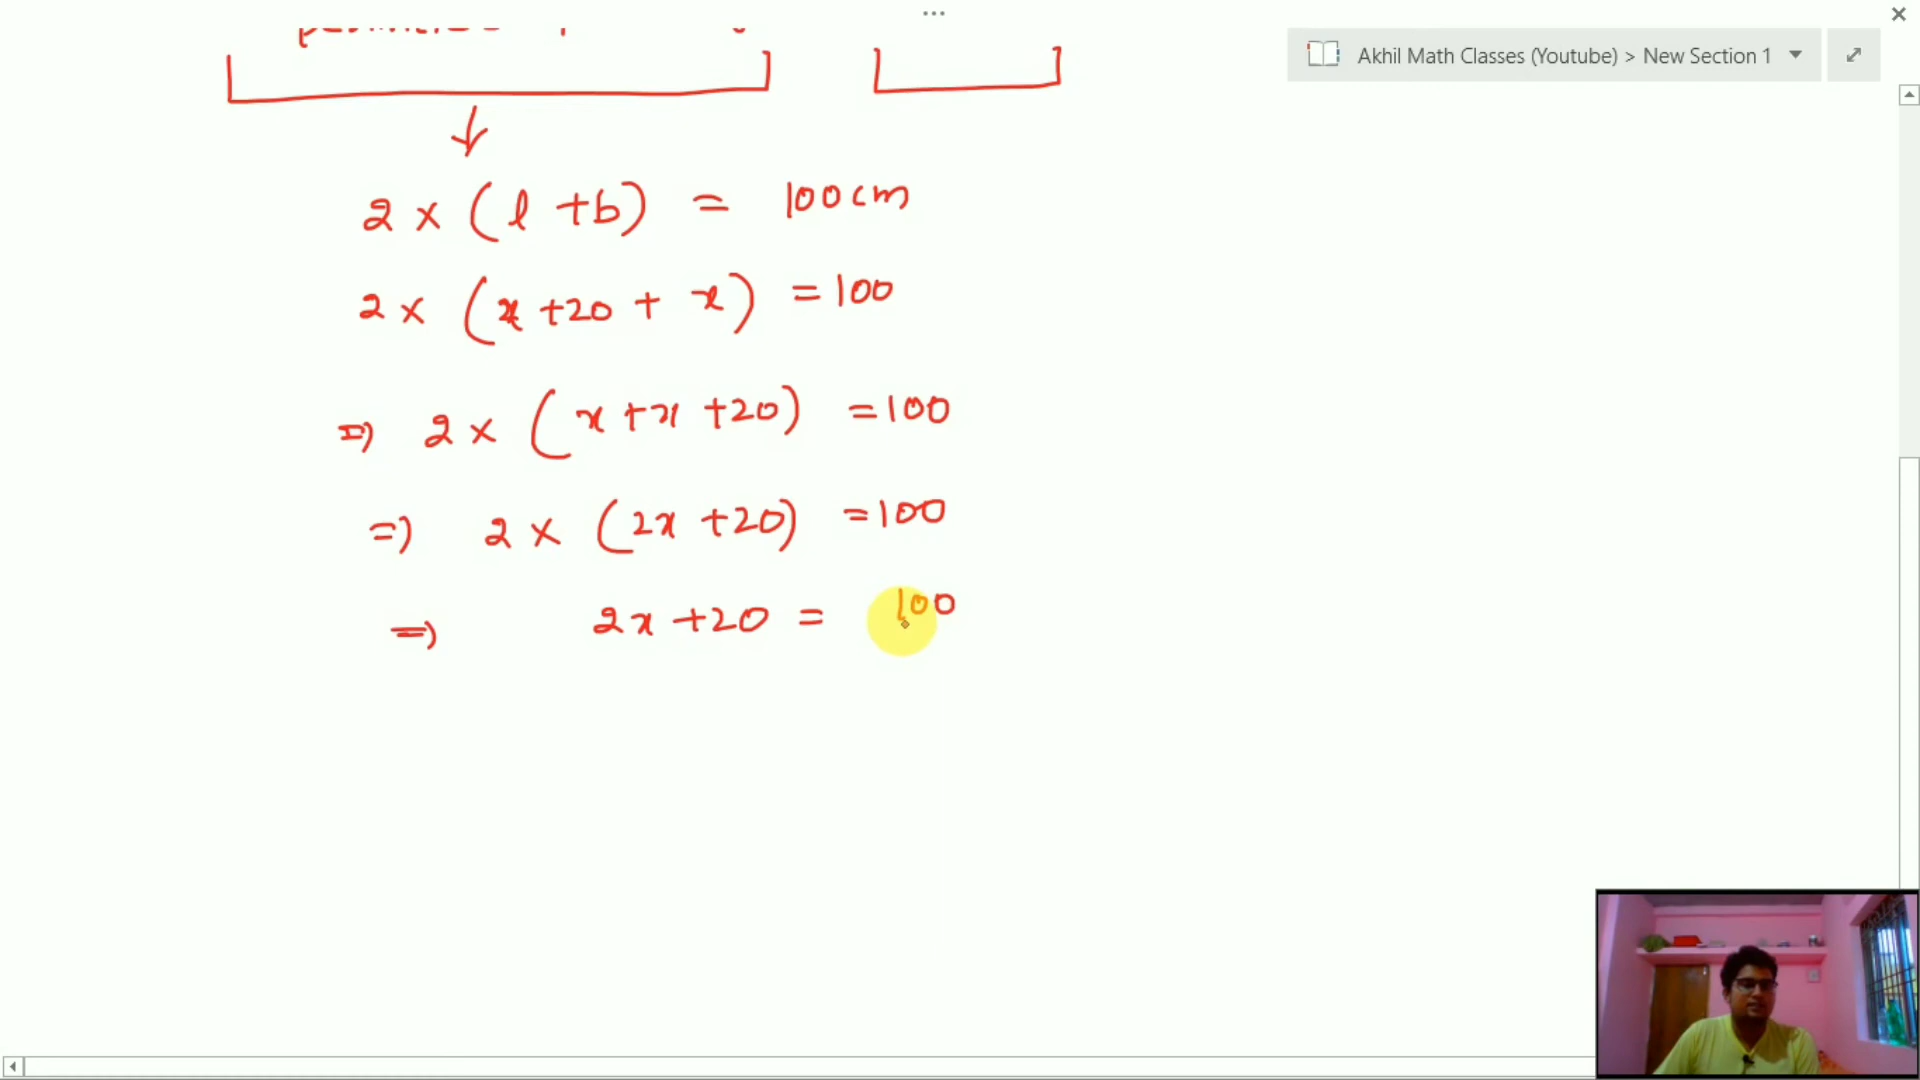 Akhil Math Classes (Youtube) > New Section 1
2 × (l + b) = 100 cm
2 × (x + 20 + x) = 100
⇒ 2 × (x + x + 20) = 100
⇒ 2 × (2x + 20) = 100
⇒ 2x + 20 = 100